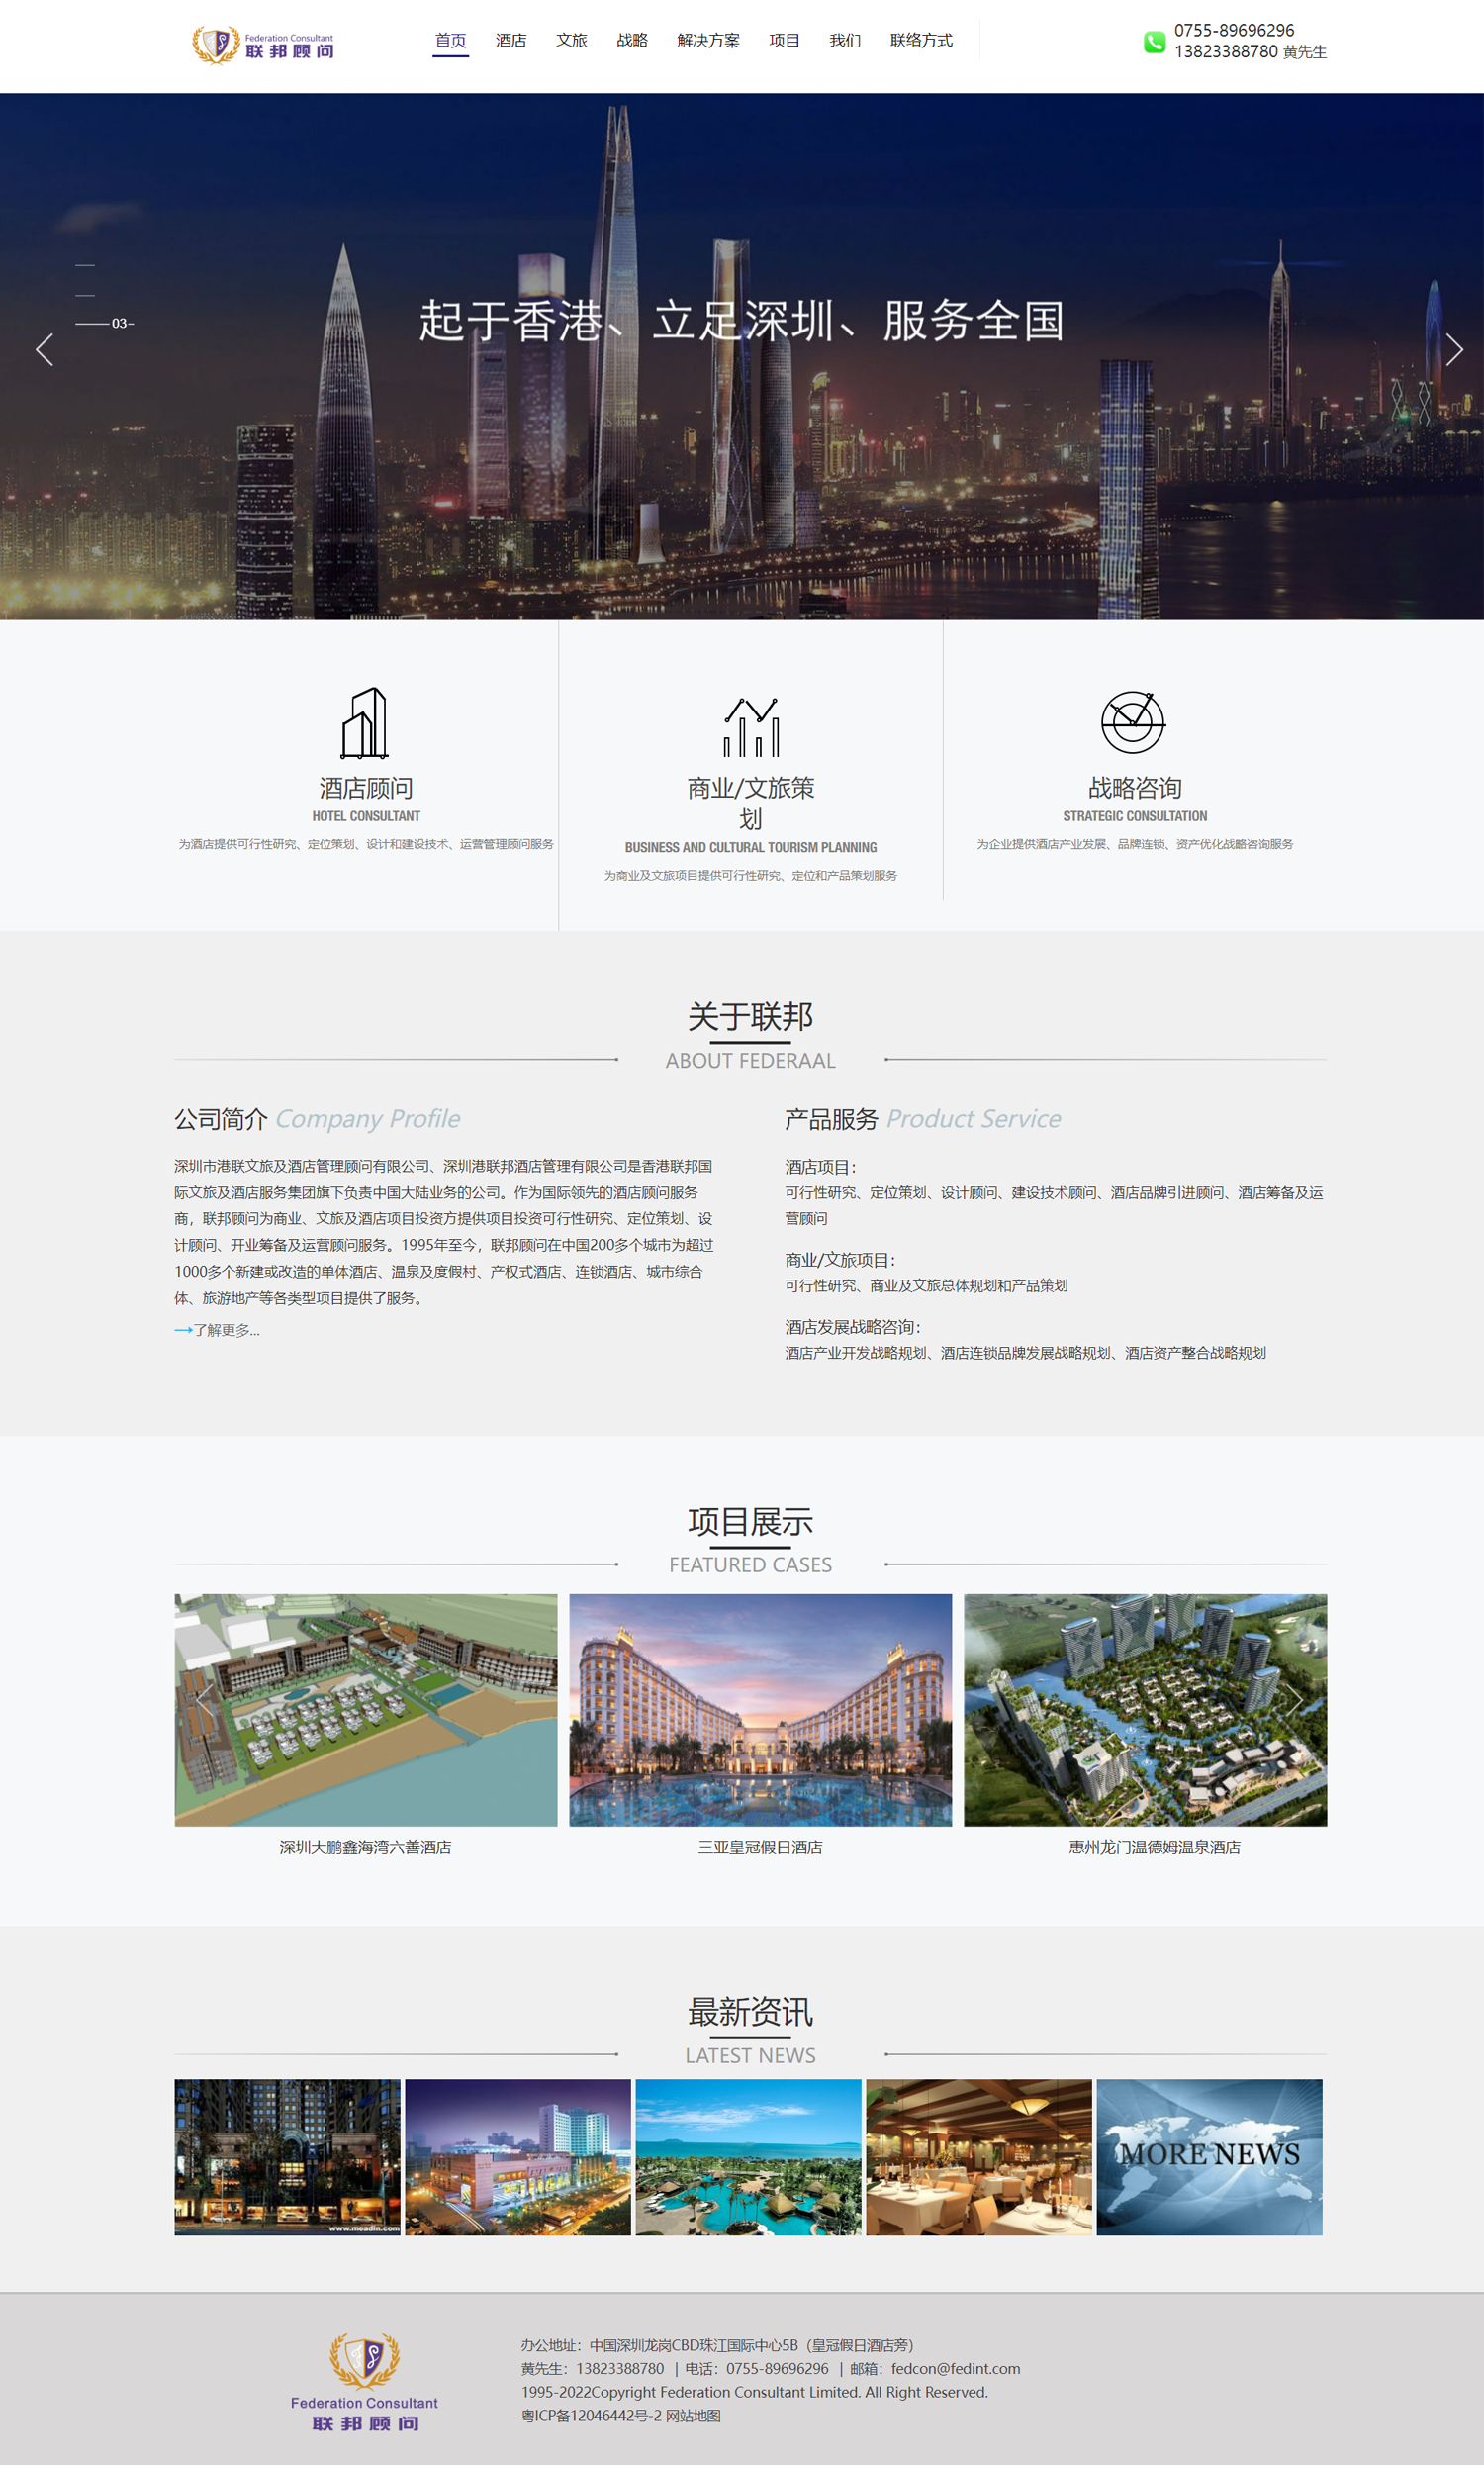 Federation Consultant
联邦顾问
首页 酒店 文旅 战略 解决方案 项目 我们 联络方式
0755-89696296
13823388780 黄先生
03
起于香港、立足深圳、服务全国
酒店顾问
HOTEL CONSULTANT
为酒店提供可行性研究、定位策划、设计和建设技术、运营管理顾问服务
商业/文旅策
划
BUSINESS AND CULTURAL TOURISM PLANNING
为商业及文旅项目提供可行性研究、定位和产品策划服务
战略咨询
STRATEGIC CONSULTATION
为企业提供酒店产业发展、品牌连锁、资产优化战略咨询服务
关于联邦
ABOUT FEDERAAL
公司简介 Company Profile
深圳市港联文旅及酒店管理顾问有限公司、深圳港联邦酒店管理有限公司是香港联邦国
际文旅及酒店服务集团旗下负责中国大陆业务的公司。作为国际领先的酒店顾问服务
商，联邦顾问为商业、文旅及酒店项目投资方提供项目投资可行性研究、定位策划、设
计顾问、开业筹备及运营顾问服务。1995年至今，联邦顾问在中国200多个城市为超过
1000多个新建或改造的单体酒店、温泉及度假村、产权式酒店、连锁酒店、城市综合
体、旅游地产等各类型项目提供了服务。
了解更多...
产品服务 Product Service
酒店项目：
可行性研究、定位策划、设计顾问、建设技术顾问、酒店品牌引进顾问、酒店筹备及运
营顾问
商业/文旅项目：
可行性研究、商业及文旅总体规划和产品策划
酒店发展战略咨询：
酒店产业开发战略规划、酒店连锁品牌发展战略规划、酒店资产整合战略规划
项目展示
FEATURED CASES
深圳大鹏鑫海湾六善酒店
三亚皇冠假日酒店
惠州龙门温德姆温泉酒店
最新资讯
LATEST NEWS
www.meadin.com
MORE NEWS
Federation Consultant
联邦顾问
办公地址：中国深圳龙岗CBD珠江国际中心5B（皇冠假日酒店旁）
黄先生：13823388780 | 电话：0755-89696296 | 邮箱：fedcon@fedint.com
1995-2022Copyright Federation Consultant Limited. All Right Reserved.
粤ICP备12046442号-2 网站地图